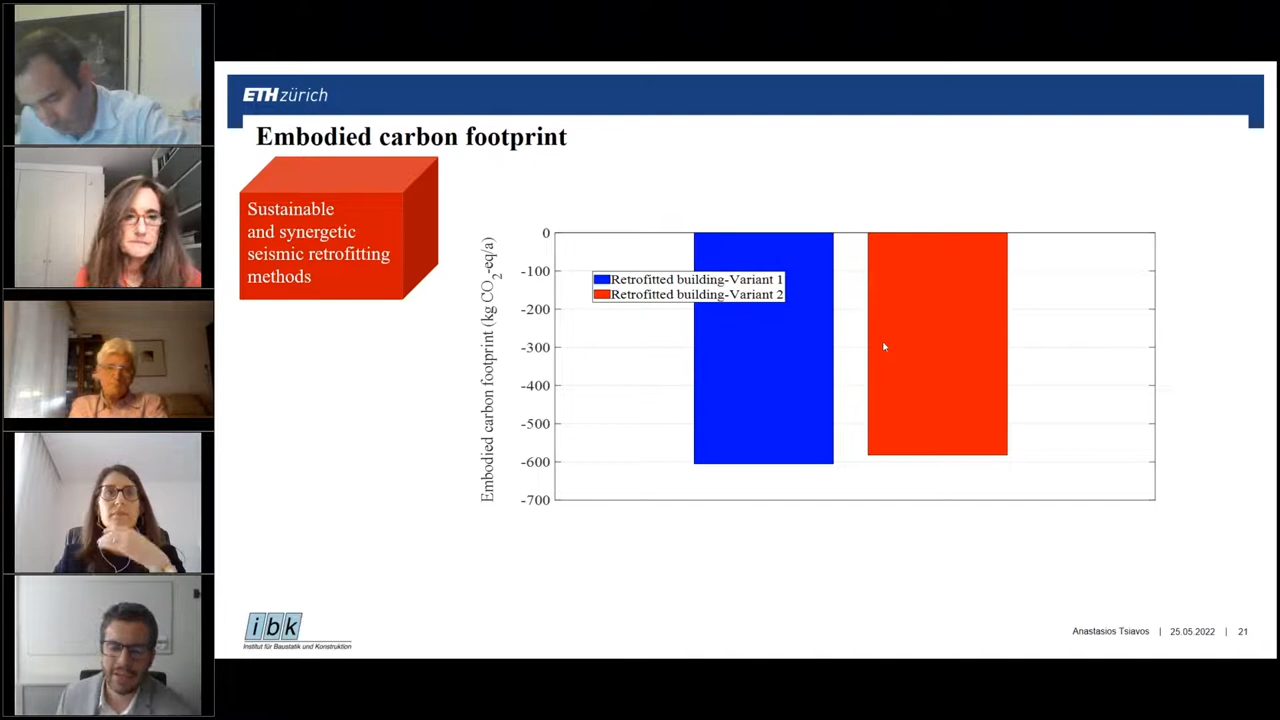 ETH zürich
Embodied carbon footprint
Sustainable
and synergetic
seismic retrofitting
methods
Embodied carbon footprint (kg CO2-eq/a)
0
-100
-200
-300
-400
-500
-600
-700
Retrofitted building-Variant 1
Retrofitted building-Variant 2
ibk
Institut für Baustatik und Konstruktion
Anastasios Tsiavos | 25.05.2022 | 21